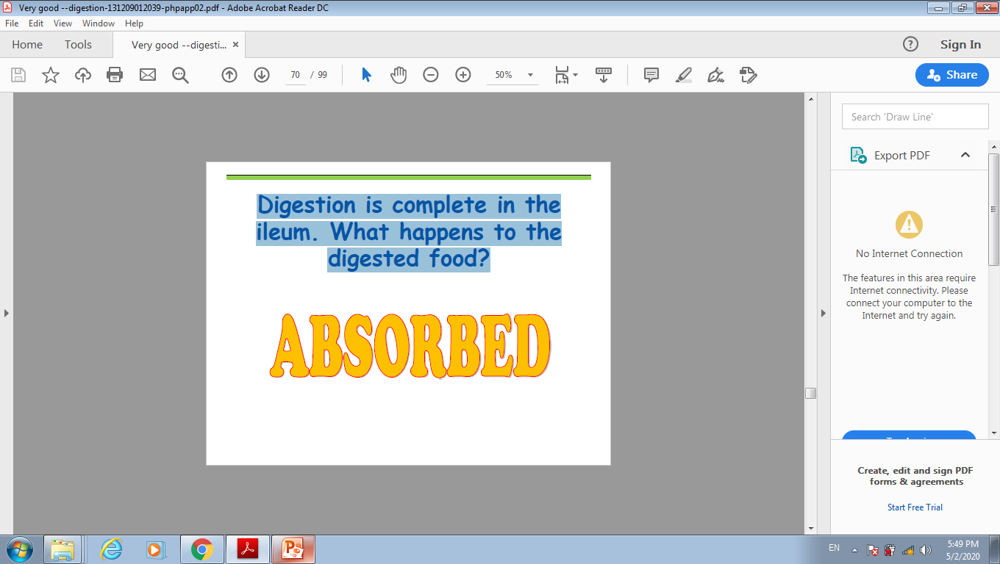 Very good --digestion-131209012039-phpapp02.pdf - Adobe Acrobat Reader DC
File Edit View Window Help
Home Tools Very good --digesti... × Sign In
70 / 99 50% Share
Search 'Draw Line'
Export PDF
Digestion is complete in the
ileum. What happens to the
digested food?
ABSORBED
No Internet Connection
The features in this area require
Internet connectivity. Please
connect your computer to the
Internet and try again.
Create, edit and sign PDF
forms & agreements
Start Free Trial
EN
5:49 PM
5/2/2020